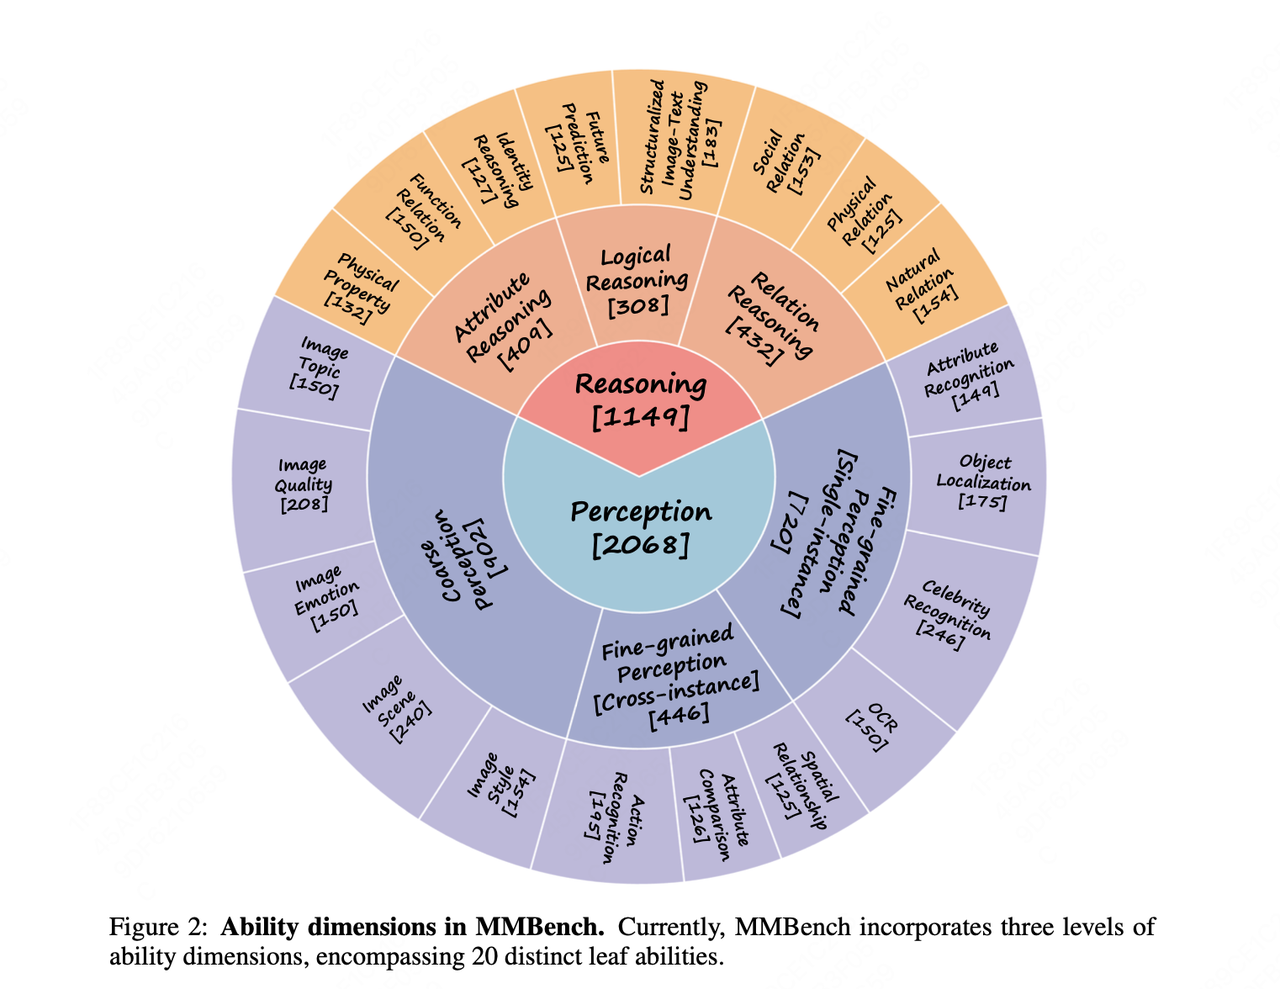 Reasoning
[1149]
Perception
[2068]
Attribute
Reasoning
[409]
Logical
Reasoning
[308]
Relation
Reasoning
[432]
Coarse
Perception
[902]
Fine-grained
Perception
[Cross-instance]
[446]
Fine-grained
Perception
[Single-instance]
[720]
Physical
Property
[132]
Function
Relation
[150]
Identity
Reasoning
[127]
Future
Prediction
[125]
Structuralized
Image-Text
Understanding
[183]
Social
Relation
[153]
Physical
Relation
[125]
Natural
Relation
[154]
Attribute
Recognition
[149]
Object
Localization
[175]
Celebrity
Recognition
[246]
OCR
[150]
Spatial
Relationship
[125]
Attribute
Comparison
[126]
Action
Recognition
[195]
Image
Style
[154]
Image
Scene
[240]
Image
Emotion
[150]
Image
Quality
[208]
Image
Topic
[150]
Figure 2: Ability dimensions in MMBench. Currently, MMBench incorporates three levels of
ability dimensions, encompassing 20 distinct leaf abilities.